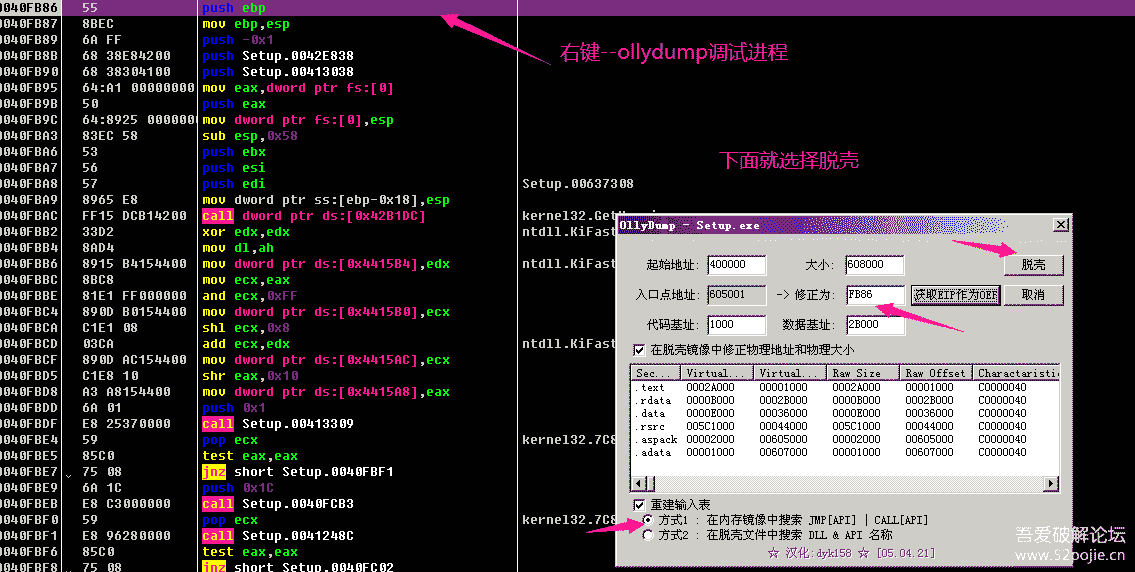 0040FB86 55 push ebp
0040FB87 8BEC mov ebp,esp
0040FB89 6A FF push -0x1
0040FB8B 68 38E84200 push Setup.0042E838
0040FB90 68 38304100 push Setup.00413038
0040FB95 64:A1 00000000 mov eax,dword ptr fs:[0]
0040FB9B 50 push eax
0040FB9C 64:8925 0000000 mov dword ptr fs:[0],esp
0040FBA3 83EC 58 sub esp,0x58
0040FBA6 53 push ebx
0040FBA7 56 push esi
0040FBA8 57 push edi Setup.00637308
0040FBA9 8965 E8 mov dword ptr ss:[ebp-0x18],esp
0040FBAC FF15 DCB14200 call dword ptr ds:[0x42B1DC]
0040FBB2 33D2 xor edx,edx ntdll.KiFast
0040FBB4 8AD4 mov dl,ah
0040FBB6 8915 B4154400 mov dword ptr ds:[0x4415B4],edx ntdll.KiFast
0040FBBC 8BC8 mov ecx,eax
0040FBBE 81E1 FF000000 and ecx,0xFF
0040FBC4 890D B0154400 mov dword ptr ds:[0x4415B0],ecx
0040FBCA C1E1 08 shl ecx,0x8
0040FBCD 03CA add ecx,edx ntdll.KiFast
0040FBCF 890D AC154400 mov dword ptr ds:[0x4415AC],ecx
0040FBD5 C1E8 10 shr eax,0x10
0040FBD8 A3 A8154400 mov dword ptr ds:[0x4415A8],eax
0040FBDD 6A 01 push 0x1
0040FBDF E8 25370000 call Setup.00413309
0040FBE4 59 pop ecx kernel32.7C8
0040FBE5 85C0 test eax,eax
0040FBE7 75 08 jnz short Setup.0040FBF1
0040FBE9 6A 1C push 0x1C
0040FBEB E8 C3000000 call Setup.0040FCB3
0040FBF0 59 pop ecx kernel32.7C8
0040FBF1 E8 96280000 call Setup.0041248C
0040FBF6 85C0 test eax,eax
0040FBF8 75 08 jnz short Setup.0040FC02
右键--ollydump调试进程
下面就选择脱壳
OllyDump - Setup.exe
起始地址: 400000 大小: 608000 脱壳
入口点地址: 605001 -> 修正为: FB86 获取EIP作为OEP 取消
代码基址: 1000 数据基址: 2B000
在脱壳镜像中修正物理地址和物理大小
Sec... Virtual... Virtual... Raw Size Raw Offset Charactaristic
.text 0002A000 00001000 0002A000 00001000 C0000040
.rdata 0000B000 0002B000 0000B000 0002B000 C0000040
.data 0000E000 00036000 0000E000 00036000 C0000040
.rsrc 005C1000 00044000 005C1000 00044000 C0000040
.aspack 00002000 00605000 00002000 00605000 C0000040
.adata 00001000 00607000 00001000 00607000 C0000040
重建输入表
方式1 : 在内存镜像中搜索 JMP[API] | CALL[API]
方式2 : 在脱壳文件中搜索 DLL & API 名称
☆ 汉化:dyk158 ☆ [05.04.21]
吾爱破解论坛
www.52pojie.cn